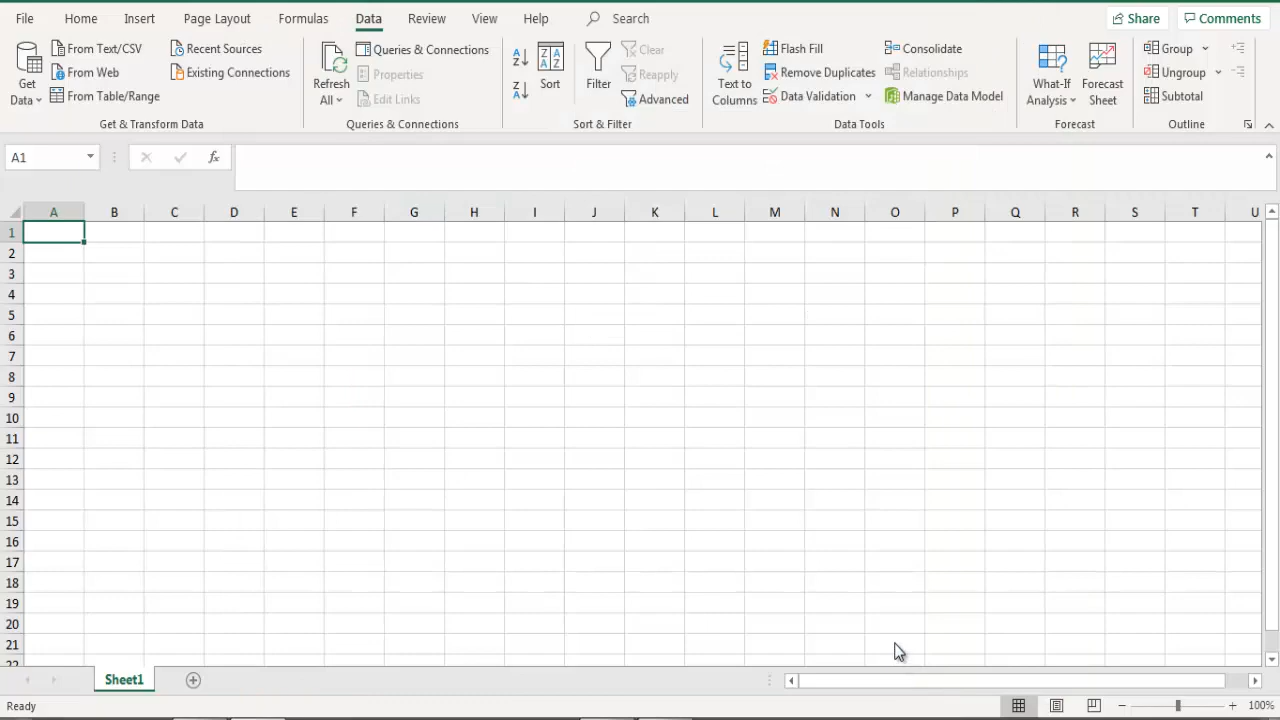 File Home Insert Page Layout Formulas Data Review View Help Search Share Comments
Get Data
From Text/CSV
From Web
From Table/Range
Recent Sources
Existing Connections
Get & Transform Data
Refresh All
Queries & Connections
Properties
Edit Links
Queries & Connections
Sort
Filter
Clear
Reapply
Advanced
Sort & Filter
Text to Columns
Flash Fill
Remove Duplicates
Data Validation
Consolidate
Relationships
Manage Data Model
Data Tools
What-If Analysis
Forecast Sheet
Forecast
Group
Ungroup
Subtotal
Outline
A1 fx
A B C D E F G H I J K L M N O P Q R S T U
1
2
3
4
5
6
7
8
9
10
11
12
13
14
15
16
17
18
19
20
21
22
Sheet1
Ready 100%